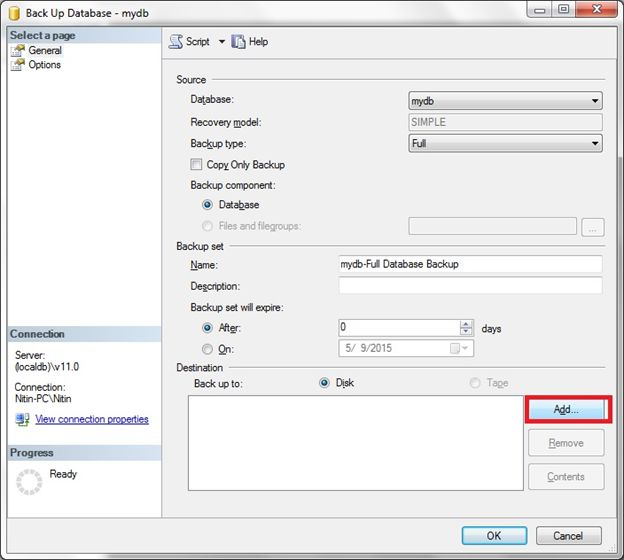 Back Up Database - mydb
Select a page
General
Options
Script Help
Source
Database: mydb
Recovery model: SIMPLE
Backup type: Full
Copy Only Backup
Backup component:
Database
Files and filegroups: ...
Backup set
Name: mydb-Full Database Backup
Description:
Backup set will expire:
After: 0 days
On: 5/ 9/2015
Destination
Back up to: Disk Tape
Add...
Remove
Contents
Connection
Server:
(localdb)\v11.0
Connection:
Nitin-PC\Nitin
View connection properties
Progress
Ready
OK Cancel